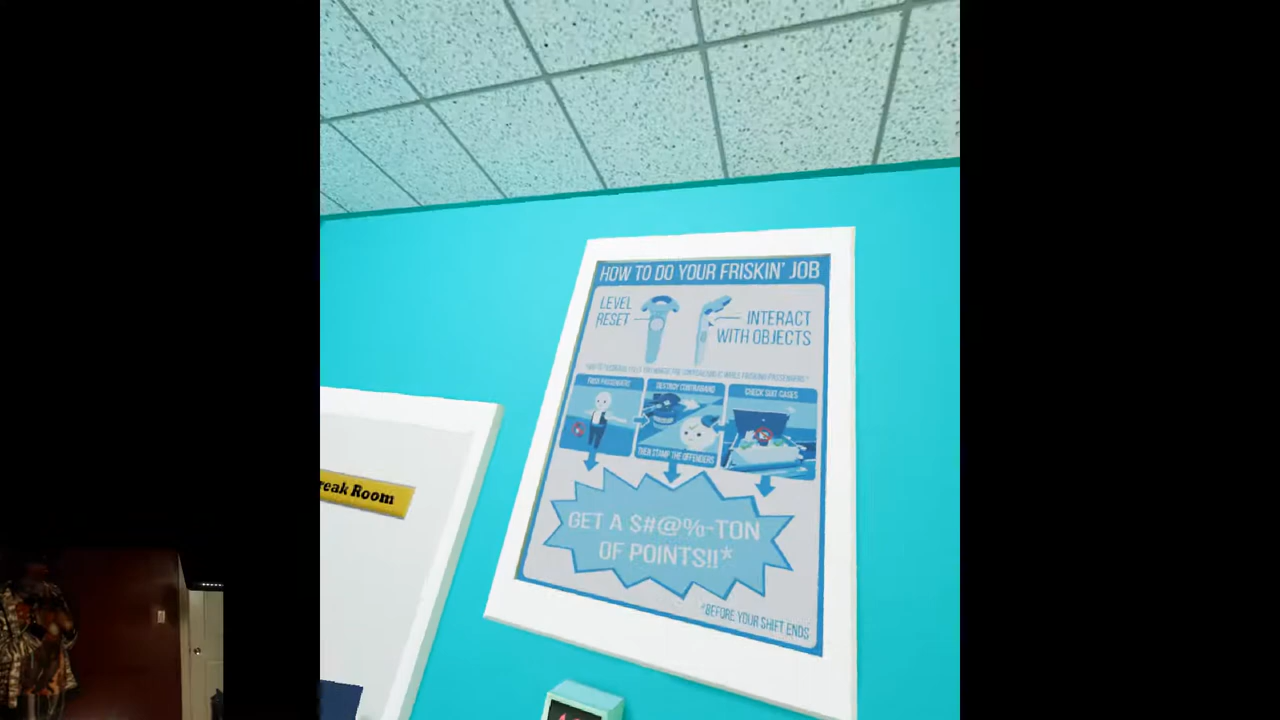 HOW TO DO YOUR FRISKIN' JOB
LEVEL
RESET
INTERACT
WITH OBJECTS
FRISK PASSENGERS
DESTROY CONTRABAND
CHECK SUIT CASES
THEN STAMP THE OFFENDERS
GET A $#@%-TON
OF POINTS!!*
*BEFORE YOUR SHIFT ENDS
reak Room